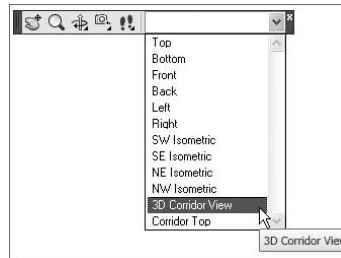 Top
Bottom
Front
Back
Left
Right
SW Isometric
SE Isometric
NE Isometric
NW Isometric
3D Corridor View
Corridor Top
3D Corridor View